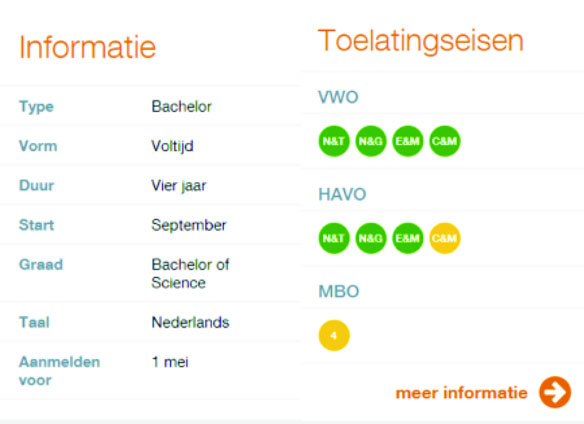 Informatie
Type Bachelor
Vorm Voltijd
Duur Vier jaar
Start September
Graad Bachelor of
Science
Taal Nederlands
Aanmelden 1 mei
voor
Toelatingseisen
VWO
N&T N&G E&M C&M
HAVO
N&T N&G E&M C&M
MBO
4
meer informatie